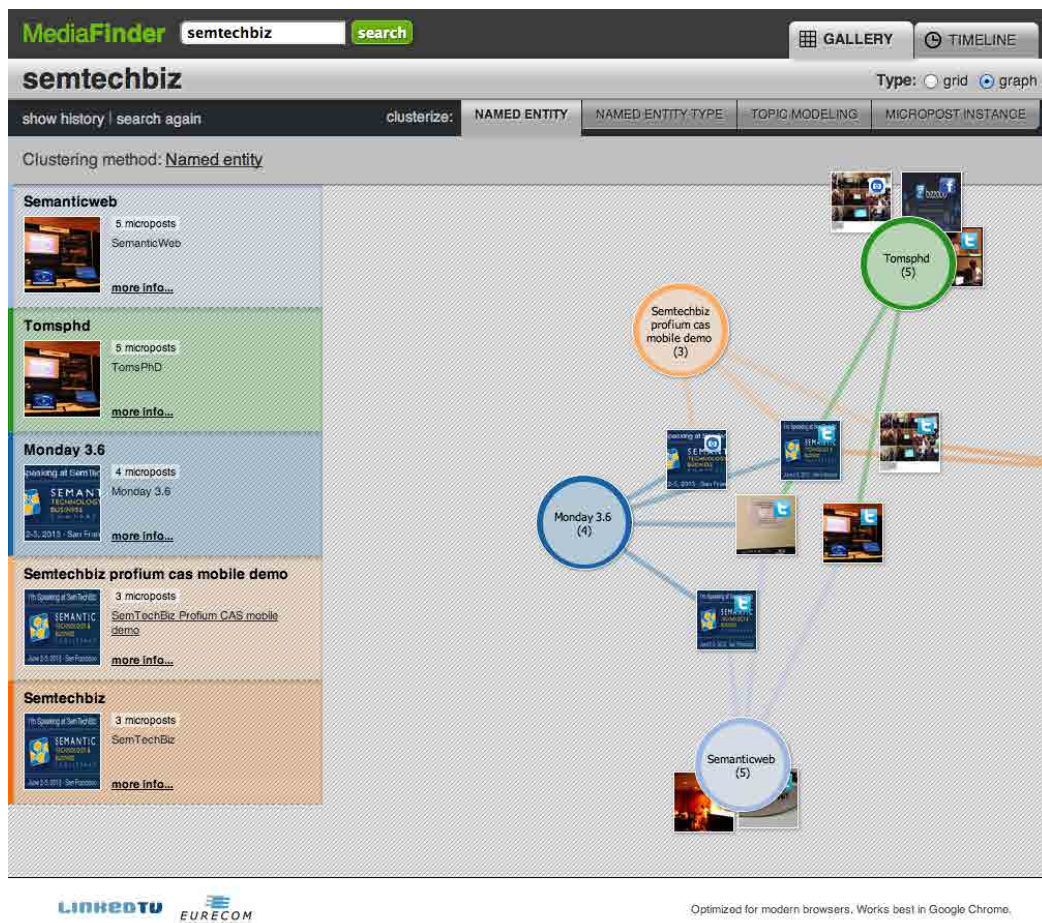 MediaFinder semtechbiz search GALLERY TIMELINE
semtechbiz Type: grid graph
show history | search again clusterize: NAMED ENTITY NAMED ENTITY TYPE TOPIC MODELING MICROPOST INSTANCE
Clustering method: Named entity
Semanticweb
5 microposts
SemanticWeb
more info...
Tomsphd
5 microposts
TomsPhD
more info...
Monday 3.6
4 microposts
Monday 3.6
more info...
Semtechbiz profium cas mobile demo
3 microposts
SemTechBiz Profium CAS mobile
demo
more info...
Semtechbiz
3 microposts
SemTechBiz
more info...
Tomsphd
(5)
Semtechbiz
profium cas
mobile demo
(3)
Monday 3.6
(4)
Semanticweb
(5)
LINKEDTV EURECOM Optimized for modern browsers. Works best in Google Chrome.